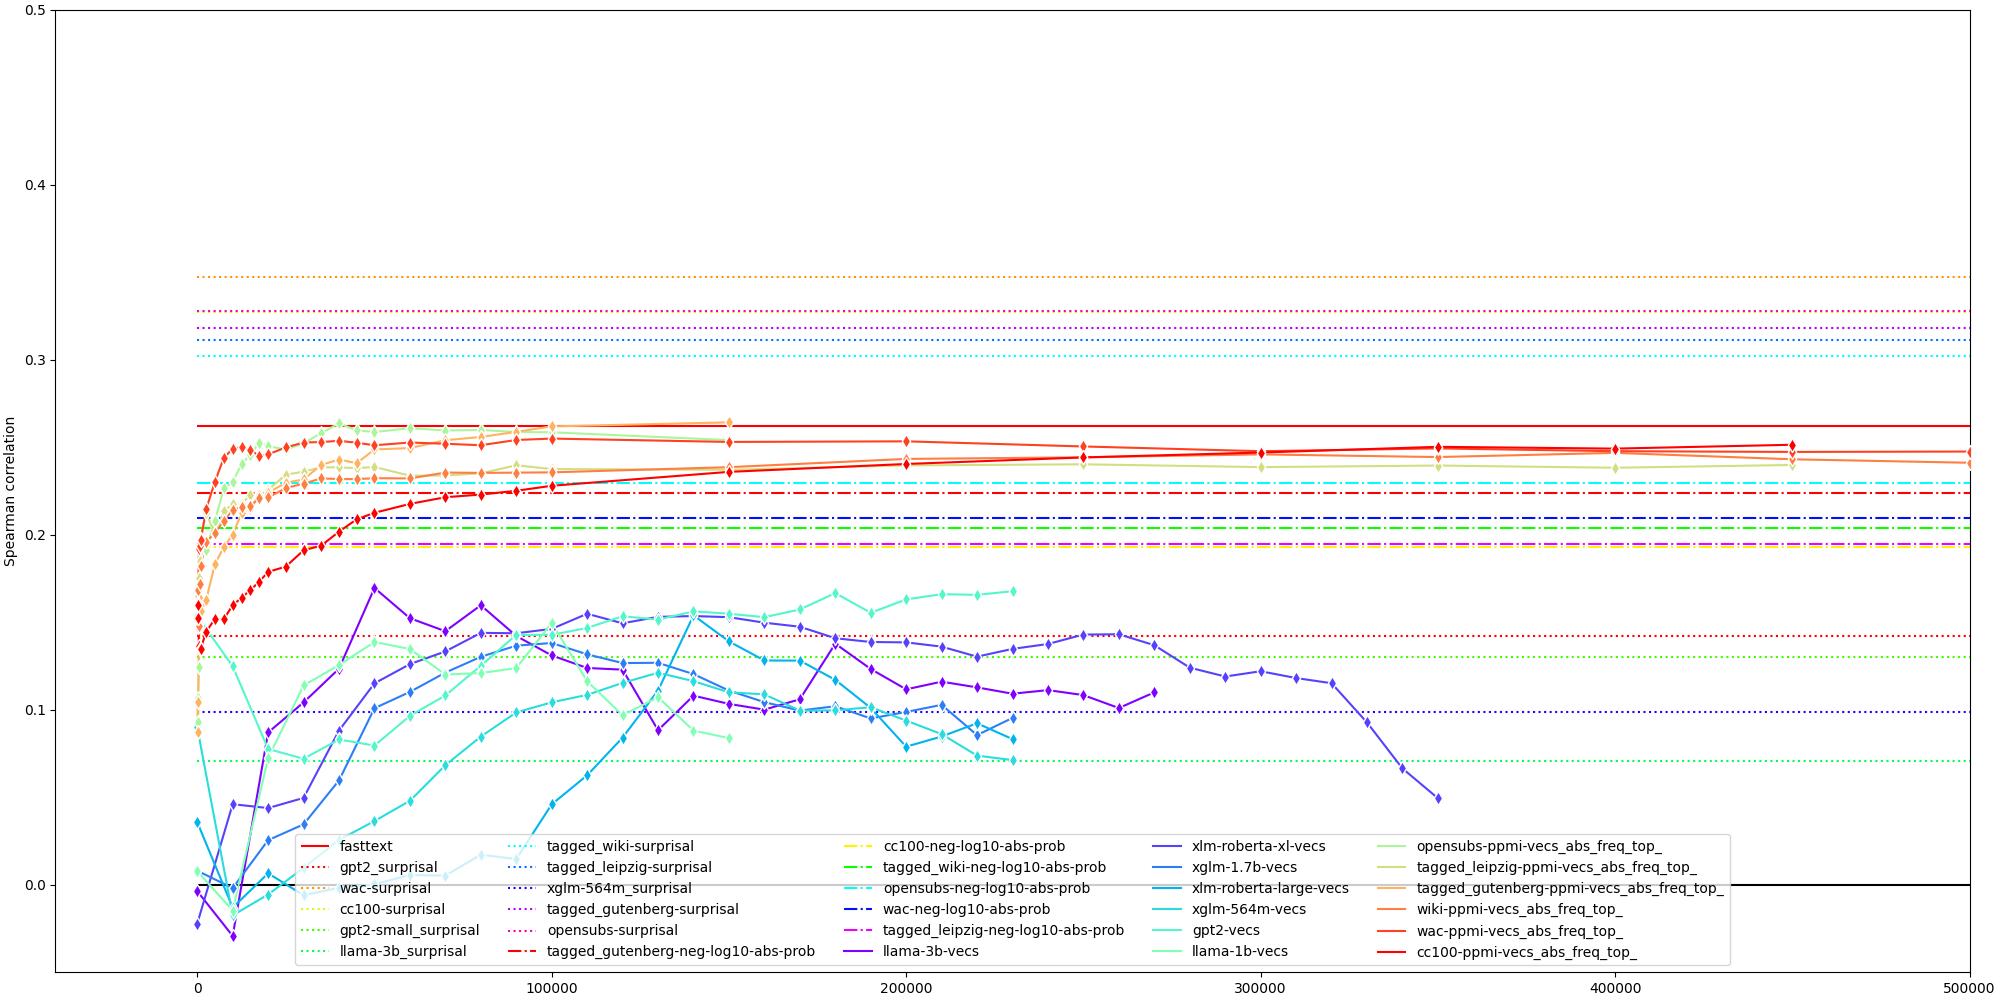 0.5
0.4
0.3
0.2
0.1
0.0
Spearman correlation
fasttext
gpt2_surprisal
wac-surprisal
cc100-surprisal
gpt2-small_surprisal
llama-3b_surprisal
tagged_wiki-surprisal
tagged_leipzig-surprisal
xglm-564m_surprisal
tagged_gutenberg-surprisal
opensubs-surprisal
tagged_gutenberg-neg-log10-abs-prob
cc100-neg-log10-abs-prob
tagged_wiki-neg-log10-abs-prob
opensubs-neg-log10-abs-prob
wac-neg-log10-abs-prob
tagged_leipzig-neg-log10-abs-prob
llama-3b-vecs
xlm-roberta-xl-vecs
xglm-1.7b-vecs
xlm-roberta-large-vecs
xglm-564m-vecs
gpt2-vecs
llama-1b-vecs
opensubs-ppmi-vecs_abs_freq_top_
tagged_leipzig-ppmi-vecs_abs_freq_top_
tagged_gutenberg-ppmi-vecs_abs_freq_top_
wiki-ppmi-vecs_abs_freq_top_
wac-ppmi-vecs_abs_freq_top_
cc100-ppmi-vecs_abs_freq_top_
0
100000
200000
300000
400000
500000